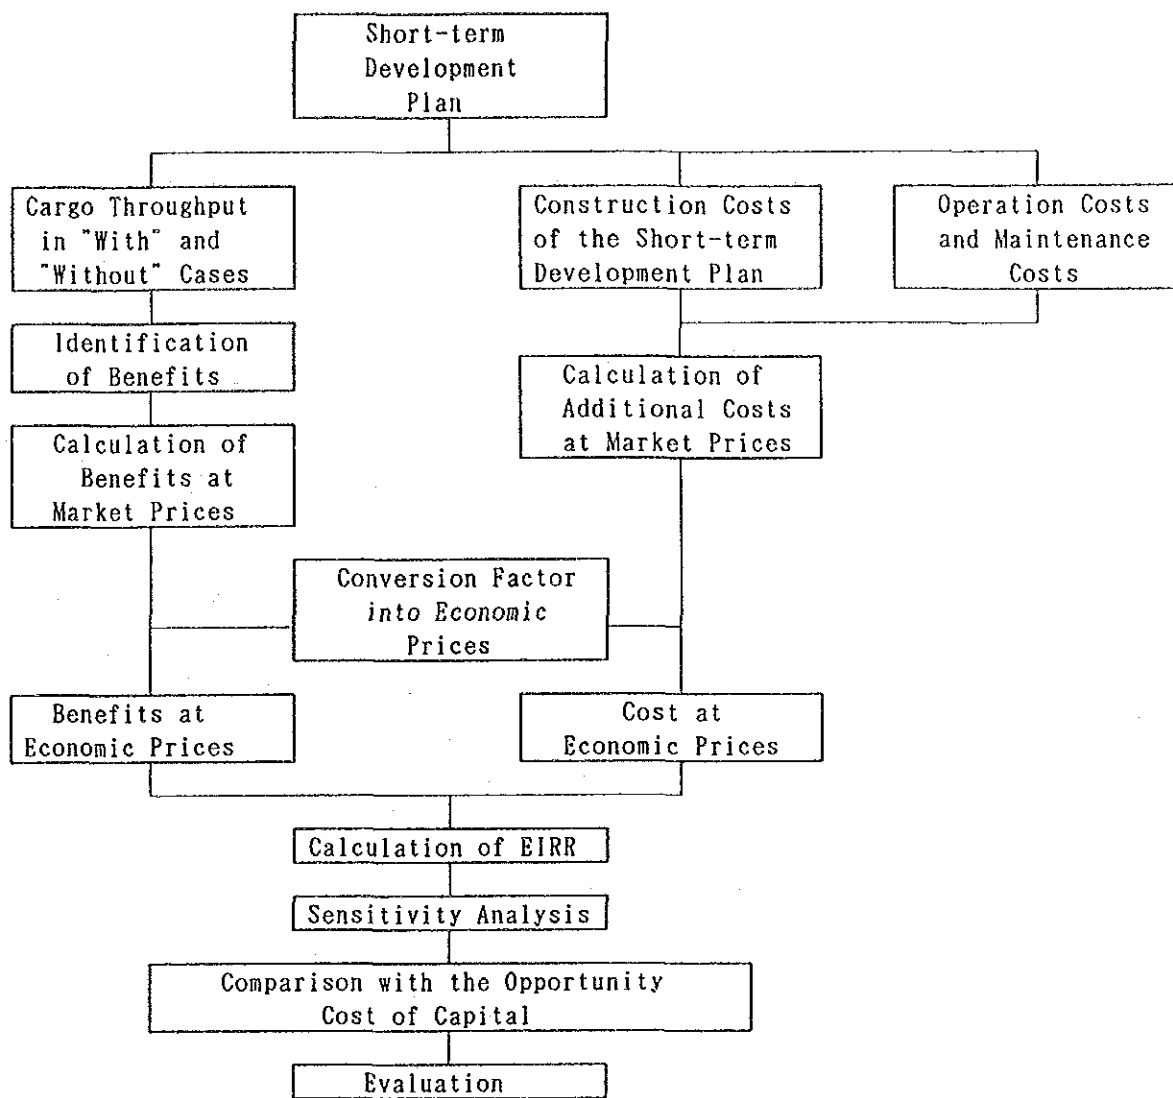 Short-term
Development
Plan
Cargo Throughput
in "With" and
"Without" Cases
Construction Costs
of the Short-term
Development Plan
Operation Costs
and Maintenance
Costs
Identification
of Benefits
Calculation of
Additional Costs
at Market Prices
Calculation of
Benefits at
Market Prices
Conversion Factor
into Economic
Prices
Benefits at
Economic Prices
Cost at
Economic Prices
Calculation of EIRR
Sensitivity Analysis
Comparison with the Opportunity
Cost of Capital
Evaluation